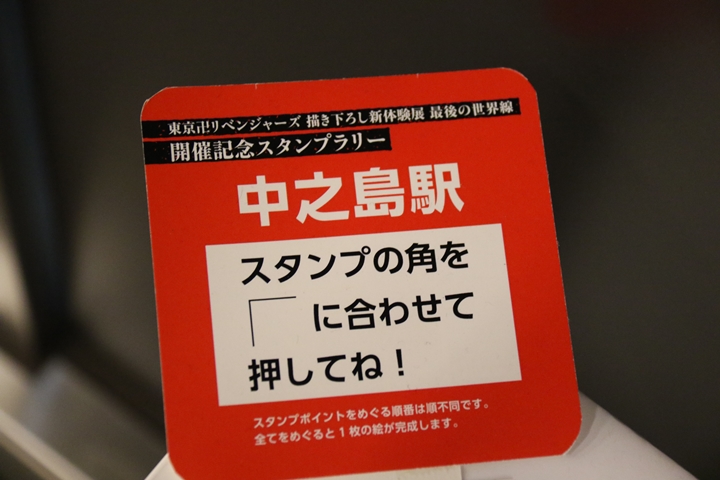 東京卍リベンジャーズ 描き下ろし新体験展 最後の世界線
開催記念スタンプラリー
中之島駅
スタンプの角を
「 に合わせて
押してね！
スタンプポイントをめぐる順番は順不同です。
全てをめぐると1枚の絵が完成します。